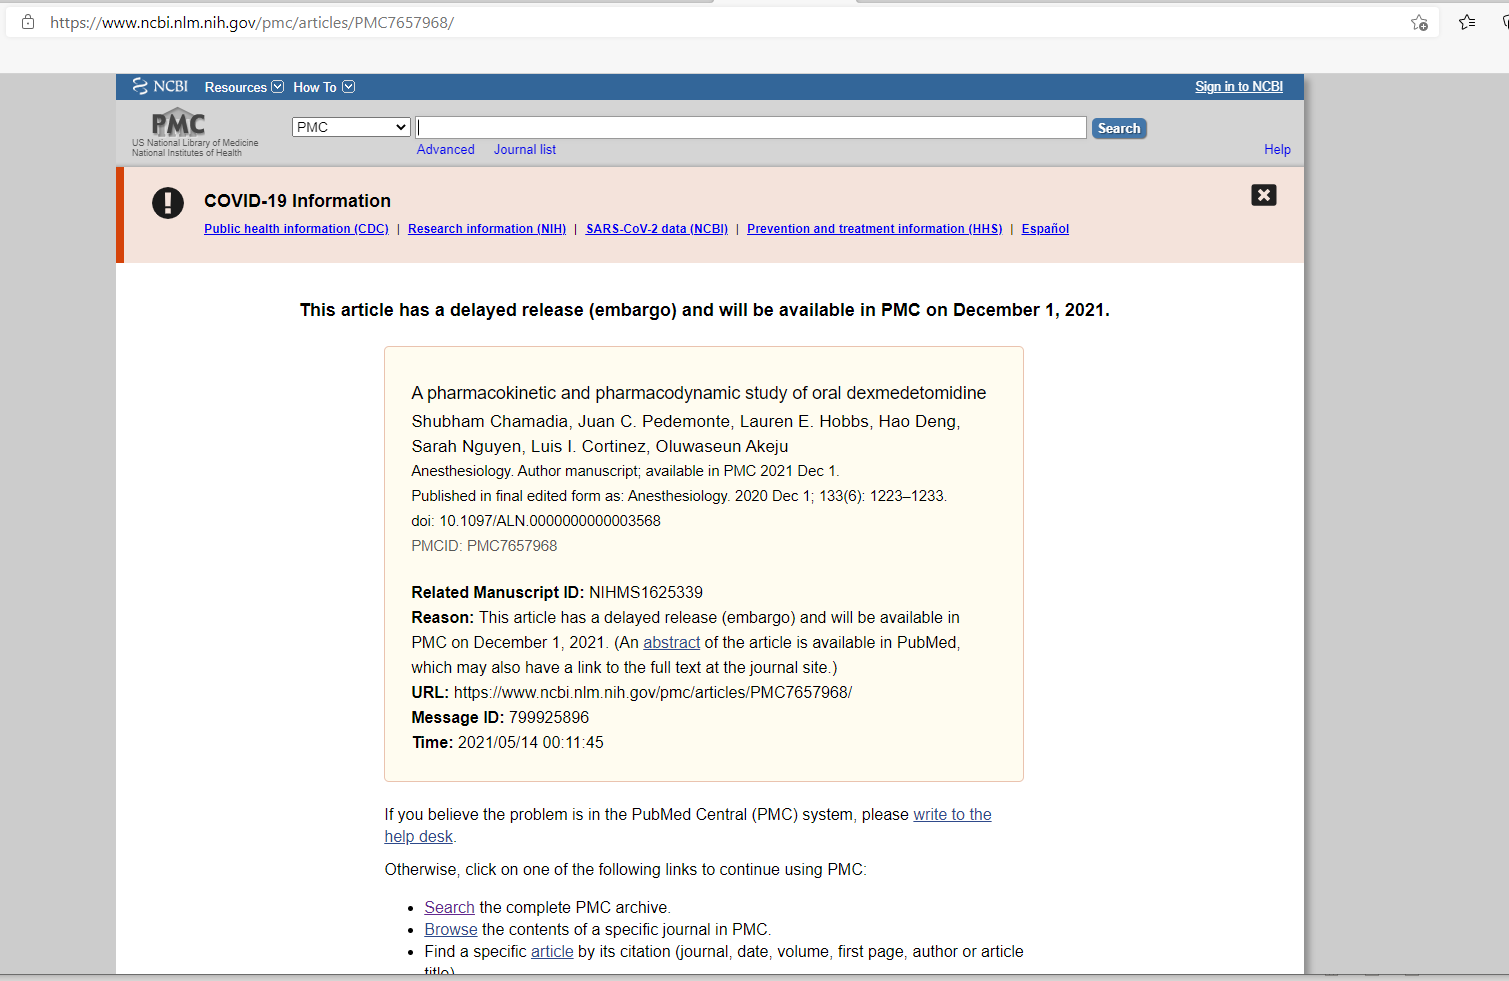 https://www.ncbi.nlm.nih.gov/pmc/articles/PMC7657968/
NCBI Resources How To Sign in to NCBI
PMC
US National Library of Medicine
National Institutes of Health
PMC Search
Advanced Journal list Help
COVID-19 Information
Public health information (CDC) | Research information (NIH) | SARS-CoV-2 data (NCBI) | Prevention and treatment information (HHS) | Español
This article has a delayed release (embargo) and will be available in PMC on December 1, 2021.
A pharmacokinetic and pharmacodynamic study of oral dexmedetomidine
Shubham Chamadia, Juan C. Pedemonte, Lauren E. Hobbs, Hao Deng,
Sarah Nguyen, Luis I. Cortinez, Oluwaseun Akeju
Anesthesiology. Author manuscript; available in PMC 2021 Dec 1.
Published in final edited form as: Anesthesiology. 2020 Dec 1; 133(6): 1223–1233.
doi: 10.1097/ALN.0000000000003568
PMCID: PMC7657968
Related Manuscript ID: NIHMS1625339
Reason: This article has a delayed release (embargo) and will be available in
PMC on December 1, 2021. (An abstract of the article is available in PubMed,
which may also have a link to the full text at the journal site.)
URL: https://www.ncbi.nlm.nih.gov/pmc/articles/PMC7657968/
Message ID: 799925896
Time: 2021/05/14 00:11:45
If you believe the problem is in the PubMed Central (PMC) system, please write to the
help desk.
Otherwise, click on one of the following links to continue using PMC:
• Search the complete PMC archive.
• Browse the contents of a specific journal in PMC.
• Find a specific article by its citation (journal, date, volume, first page, author or article
title)